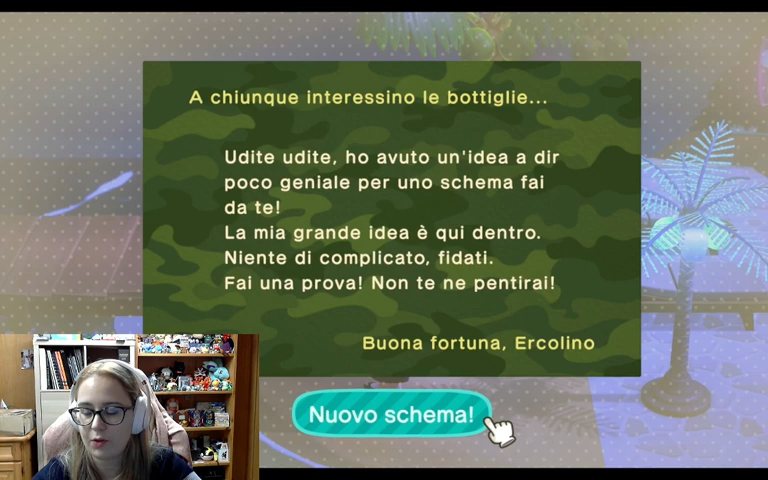 A chiunque interessino le bottiglie...
Udite udite, ho avuto un'idea a dir
poco geniale per uno schema fai
da te!
La mia grande idea è qui dentro.
Niente di complicato, fidati.
Fai una prova! Non te ne pentirai!
Buona fortuna, Ercolino
Nuovo schema!